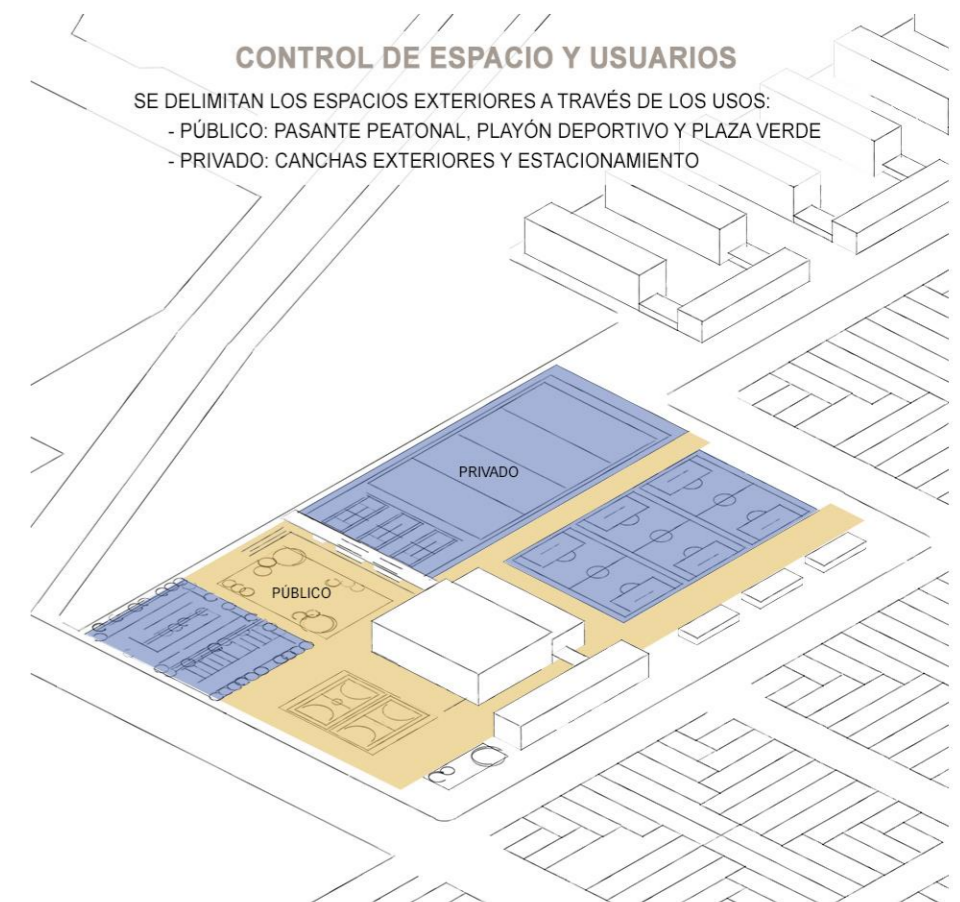 CONTROL DE ESPACIO Y USUARIOS
SE DELIMITAN LOS ESPACIOS EXTERIORES A TRAVÉS DE LOS USOS:
- PÚBLICO: PASANTE PEATONAL, PLAYÓN DEPORTIVO Y PLAZA VERDE
- PRIVADO: CANCHAS EXTERIORES Y ESTACIONAMIENTO
PRIVADO
PÚBLICO